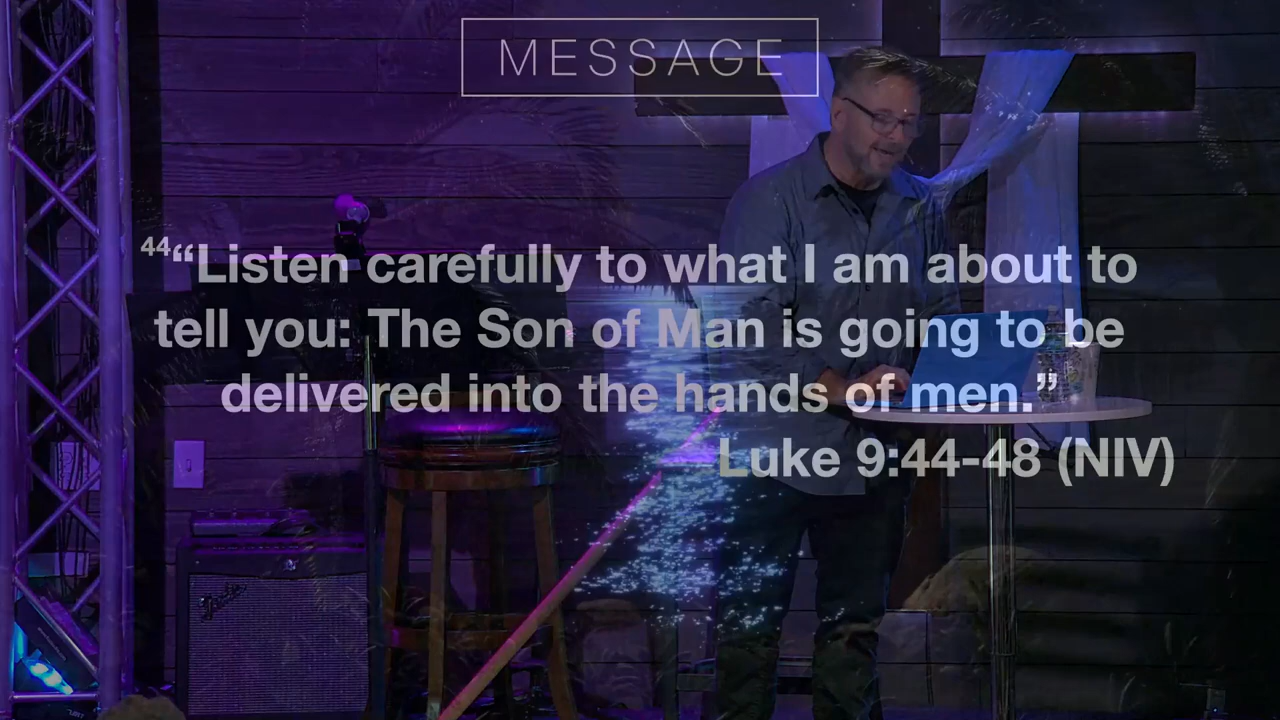 MESSAGE
44“Listen carefully to what I am about to
tell you: The Son of Man is going to be
delivered into the hands of men.”
Luke 9:44-48 (NIV)
Fender